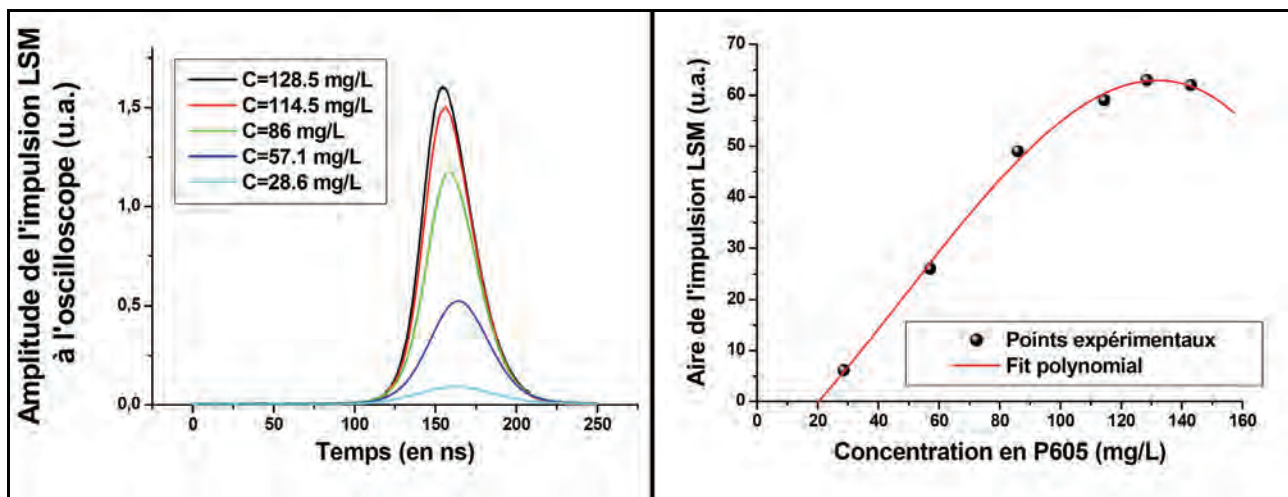 Amplitude de l'impulsion LSM
à l'oscilloscope (u.a.)
C=128.5 mg/L
C=114.5 mg/L
C=86 mg/L
C=57.1 mg/L
C=28.6 mg/L
1,5
1,0
0,5
0,0
0 50 100 150 200 250
Temps (en ns)
Aire de l'impulsion LSM (u.a.)
70
60
50
40
30
20
10
0
0 20 40 60 80 100 120 140 160
Points expérimentaux
Fit polynomial
Concentration en P605 (mg/L)